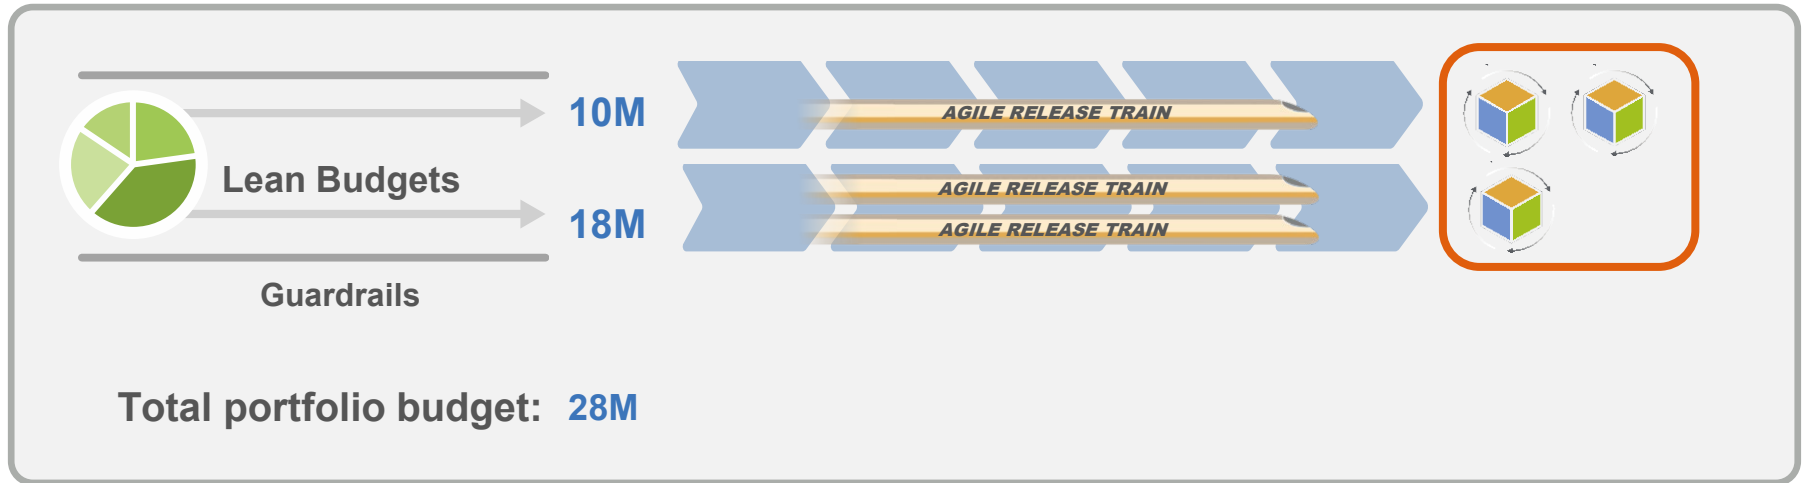 10M
AGILE RELEASE TRAIN
Lean Budgets
18M
AGILE RELEASE TRAIN
AGILE RELEASE TRAIN
Guardrails
Total portfolio budget: 28M